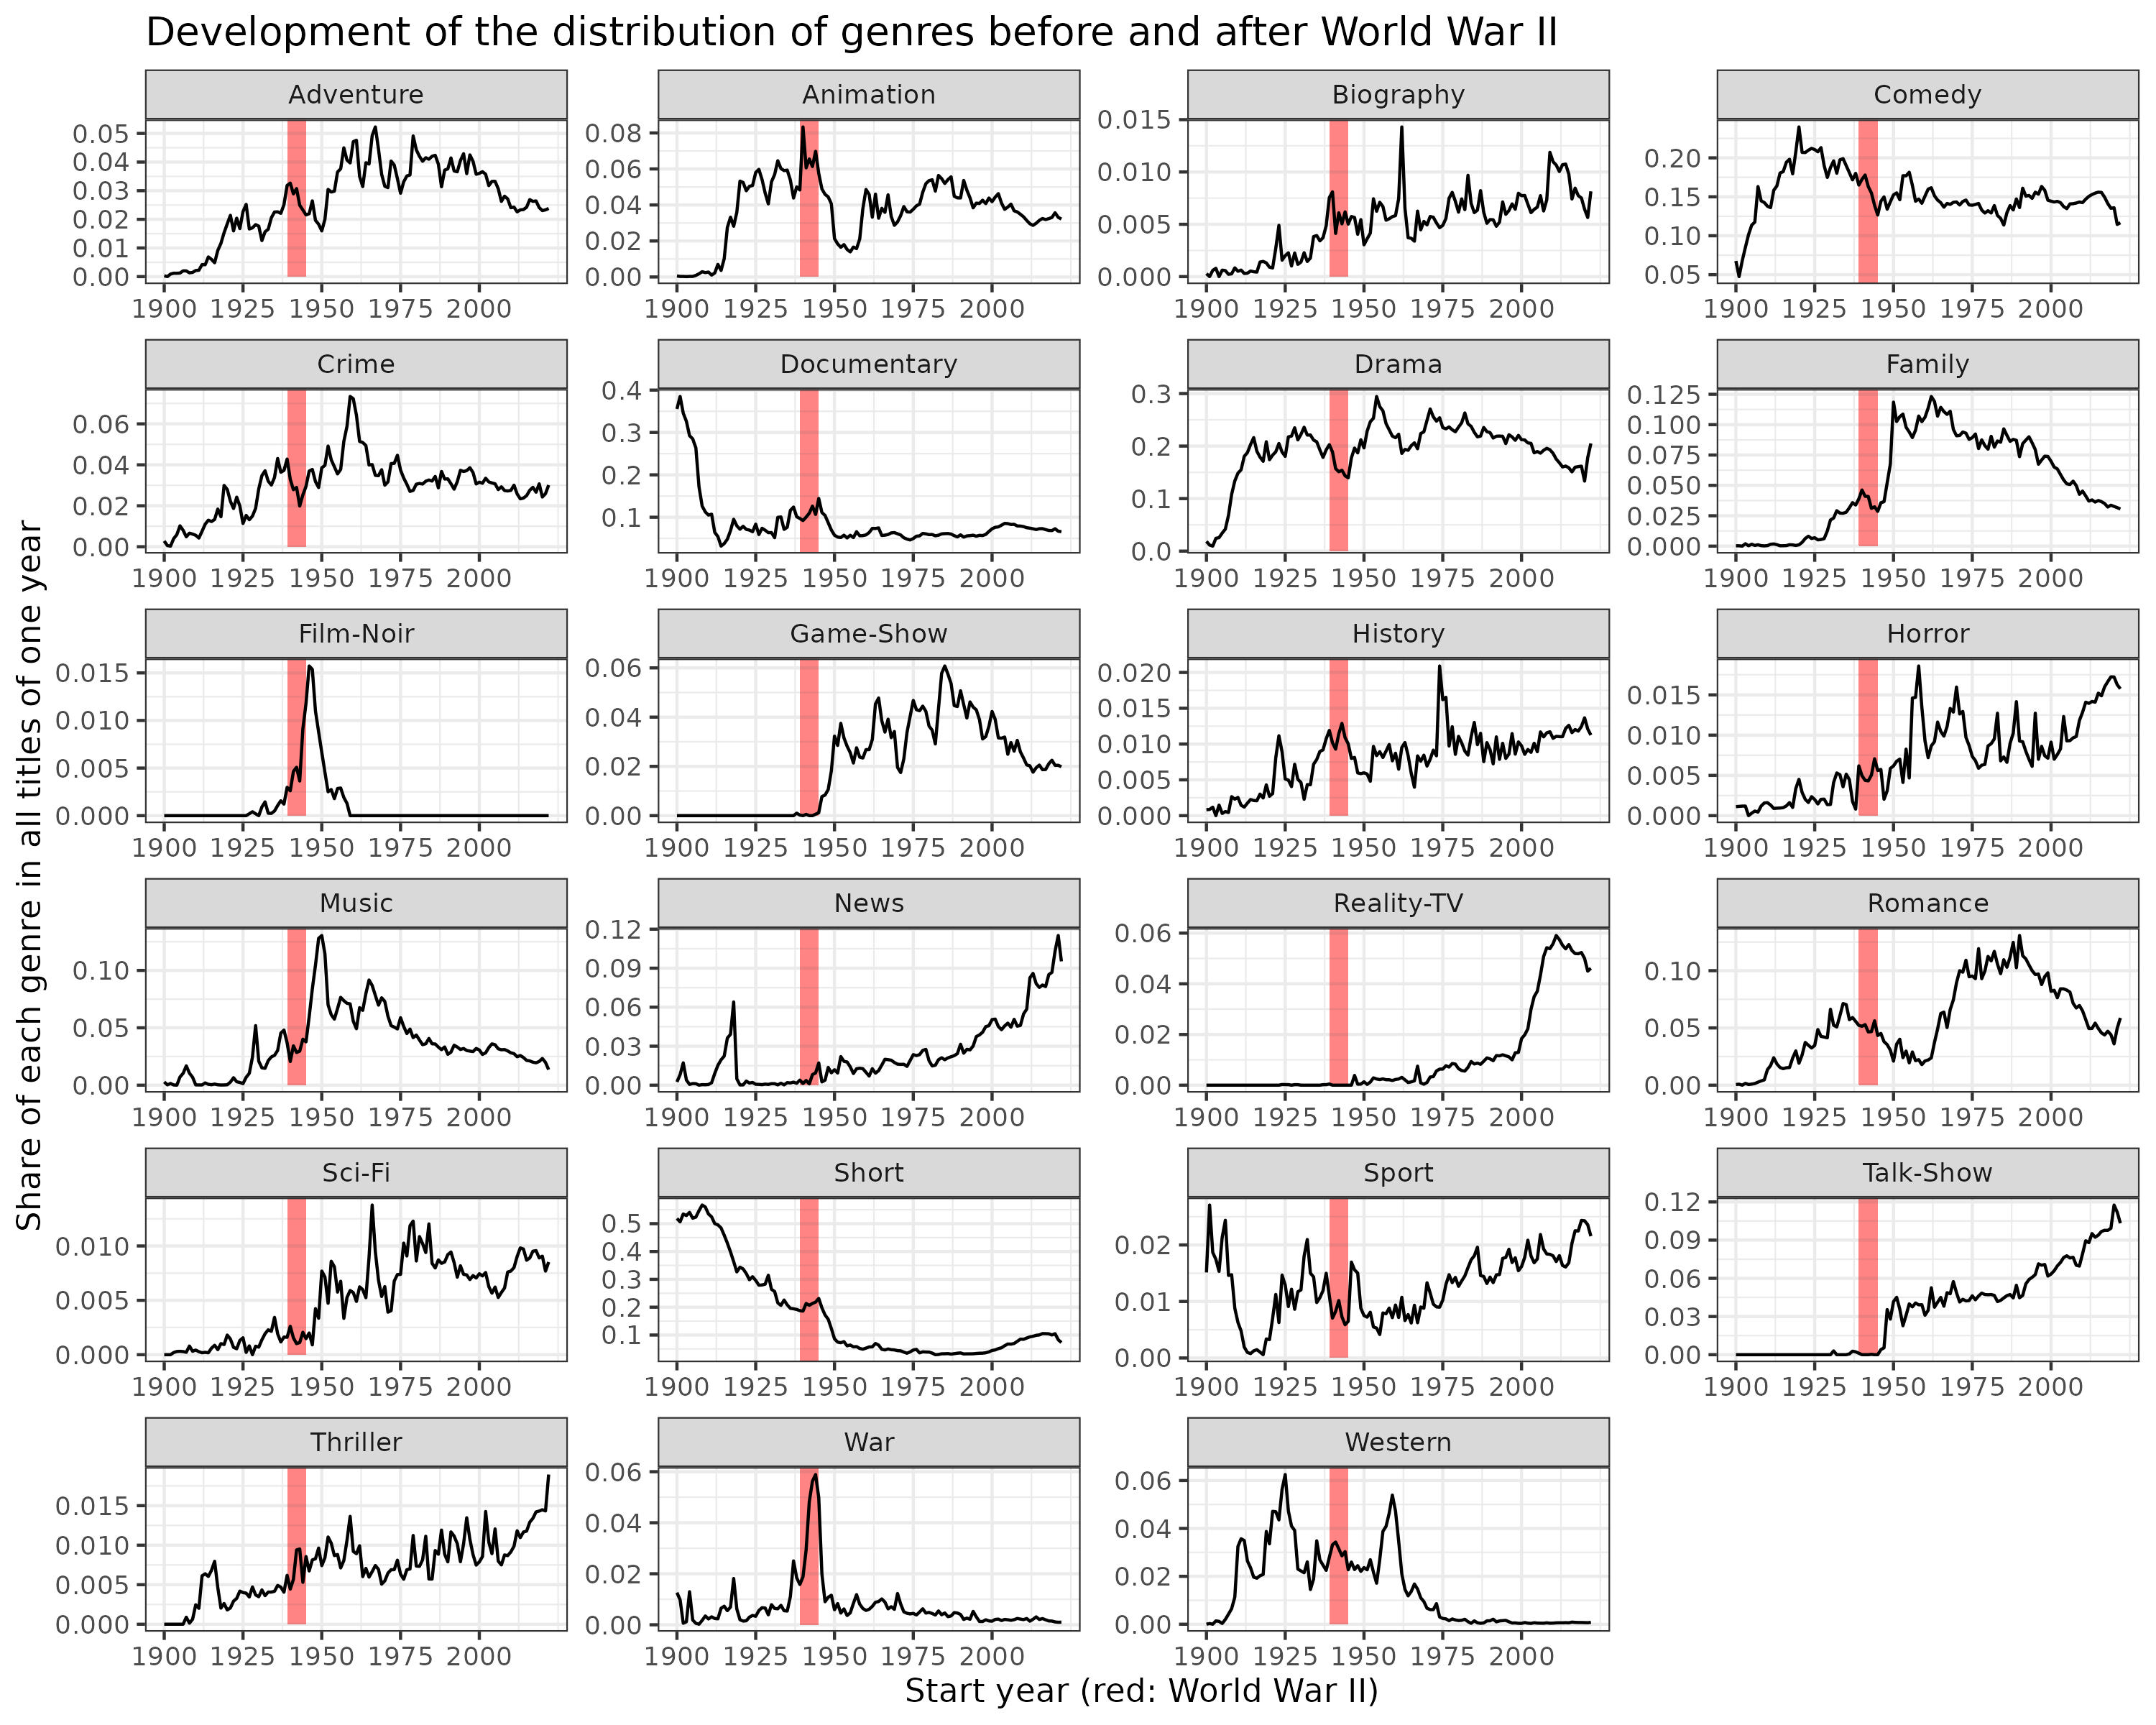 Development of the distribution of genres before and after World War II
Share of each genre in all titles of one year
Adventure
0.05
0.04
0.03
0.02
0.01
0.00
1900 1925 1950 1975 2000
Animation
0.08
0.06
0.04
0.02
0.00
1900 1925 1950 1975 2000
Biography
0.015
0.010
0.005
0.000
1900 1925 1950 1975 2000
Comedy
0.20
0.15
0.10
0.05
1900 1925 1950 1975 2000
Crime
0.06
0.04
0.02
0.00
1900 1925 1950 1975 2000
Documentary
0.4
0.3
0.2
0.1
1900 1925 1950 1975 2000
Drama
0.3
0.2
0.1
0.0
1900 1925 1950 1975 2000
Family
0.125
0.100
0.075
0.050
0.025
0.000
1900 1925 1950 1975 2000
Film-Noir
0.015
0.010
0.005
0.000
1900 1925 1950 1975 2000
Game-Show
0.06
0.04
0.02
0.00
1900 1925 1950 1975 2000
History
0.020
0.015
0.010
0.005
0.000
1900 1925 1950 1975 2000
Horror
0.015
0.010
0.005
0.000
1900 1925 1950 1975 2000
Music
0.10
0.05
0.00
1900 1925 1950 1975 2000
News
0.12
0.09
0.06
0.03
0.00
1900 1925 1950 1975 2000
Reality-TV
0.06
0.04
0.02
0.00
1900 1925 1950 1975 2000
Romance
0.10
0.05
0.00
1900 1925 1950 1975 2000
Sci-Fi
0.010
0.005
0.000
1900 1925 1950 1975 2000
Short
0.5
0.4
0.3
0.2
0.1
1900 1925 1950 1975 2000
Sport
0.02
0.01
0.00
1900 1925 1950 1975 2000
Talk-Show
0.12
0.09
0.06
0.03
0.00
1900 1925 1950 1975 2000
Thriller
0.015
0.010
0.005
0.000
1900 1925 1950 1975 2000
War
0.06
0.04
0.02
0.00
1900 1925 1950 1975 2000
Western
0.06
0.04
0.02
0.00
1900 1925 1950 1975 2000
Start year (red: World War II)